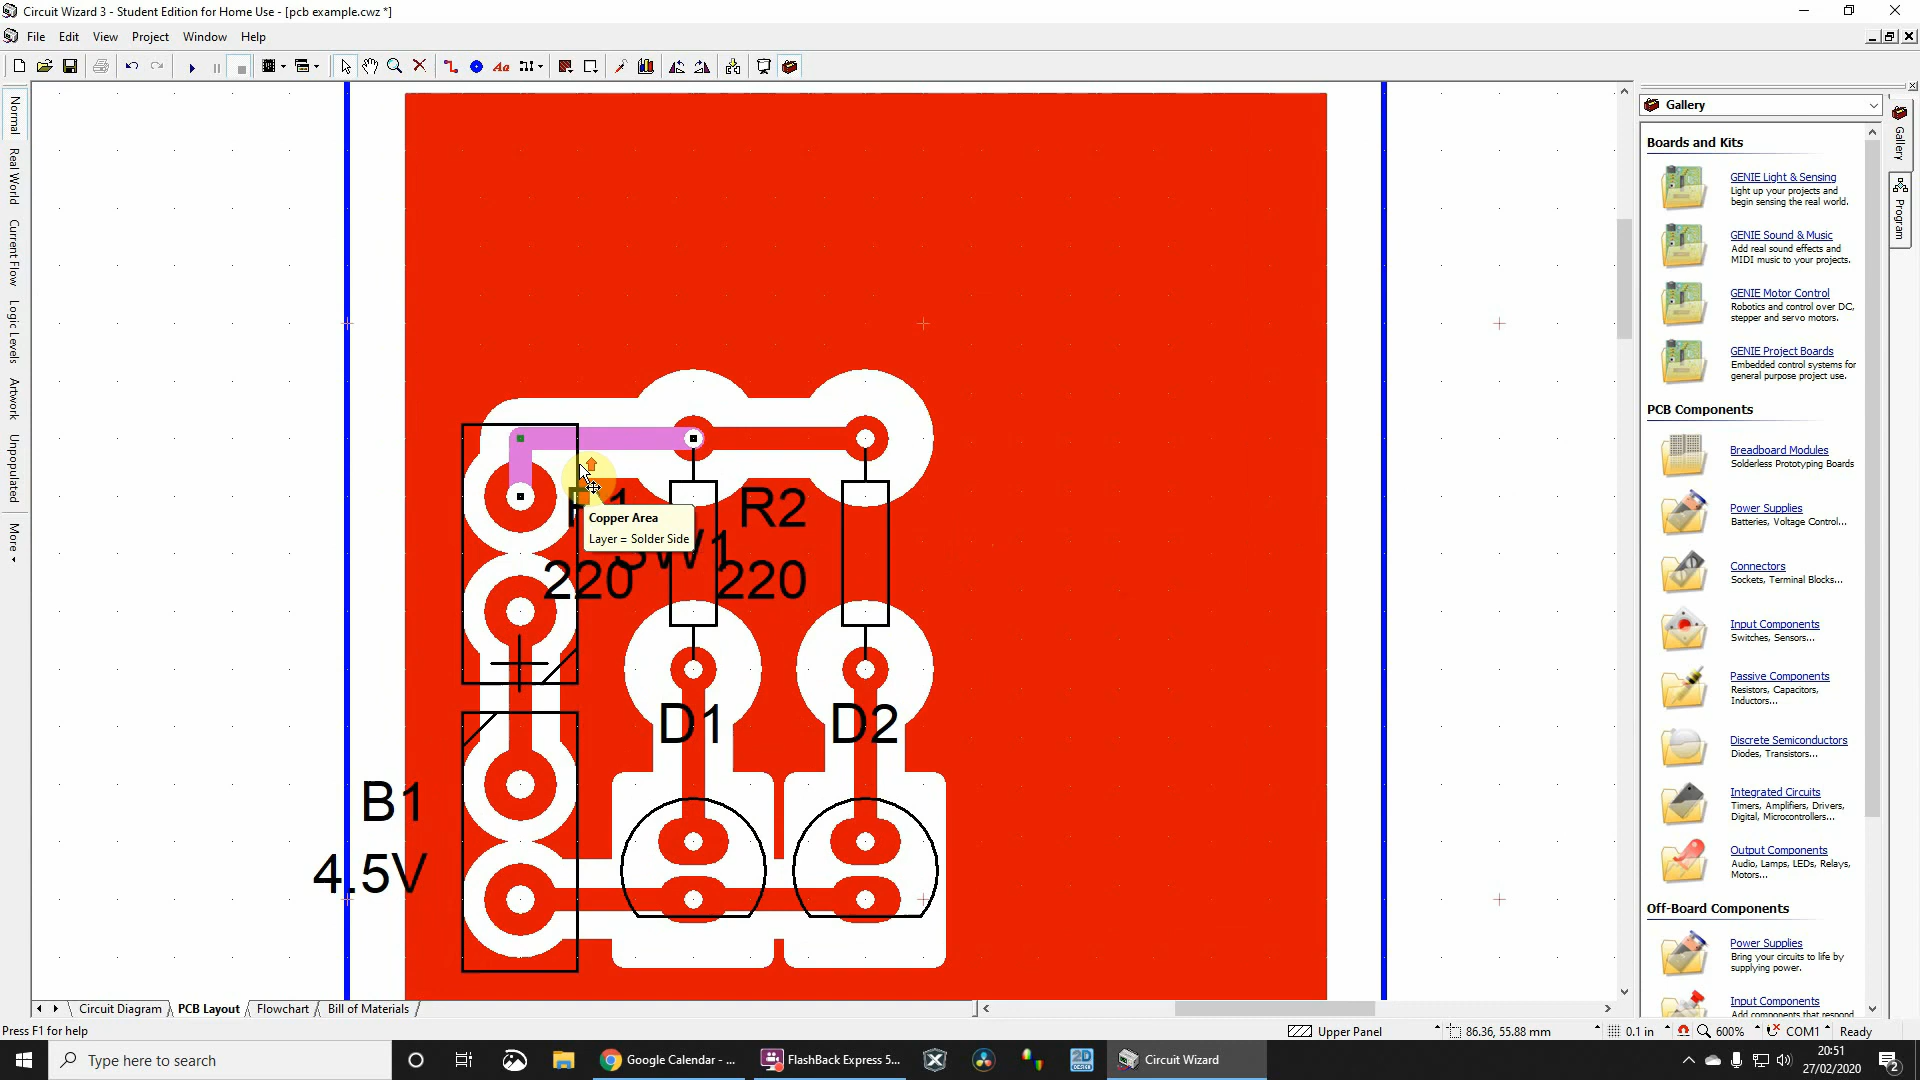 Circuit Wizard 3 - Student Edition for Home Use - [pcb example.cwz *]
File Edit View Project Window Help
Aa
Normal
Real World
Current Flow
Logic Levels
Artwork
Unpopulated
More
R2
220
220
Copper Area
Layer = Solder Side
D1
D2
B1
4.5V
Gallery
Gallery
Program
Boards and Kits
GENIE Light & Sensing
Light up your projects and
begin sensing the real world.
GENIE Sound & Music
Add real sound effects and
MIDI music to your projects.
GENIE Motor Control
Robotics and control over DC,
stepper and servo motors.
GENIE Project Boards
Embedded control systems for
general purpose project use.
PCB Components
Breadboard Modules
Solderless Prototyping Boards
Power Supplies
Batteries, Voltage Control...
Connectors
Sockets, Terminal Blocks...
Input Components
Switches, Sensors...
Passive Components
Resistors, Capacitors,
Inductors...
Discrete Semiconductors
Diodes, Transistors...
Integrated Circuits
Timers, Amplifiers, Drivers,
Digital, Microcontrollers...
Output Components
Audio, Lamps, LEDs, Relays,
Motors...
Off-Board Components
Power Supplies
Bring your circuits to life by
supplying power.
Input Components
Add components that respond
Circuit Diagram PCB Layout Flowchart Bill of Materials
Press F1 for help
Upper Panel 86.36, 55.88 mm 0.1 in 600% COM1 Ready
Type here to search
Google Calendar - ...
FlashBack Express 5...
2D DESIGN
Circuit Wizard
20:51
27/02/2020
2